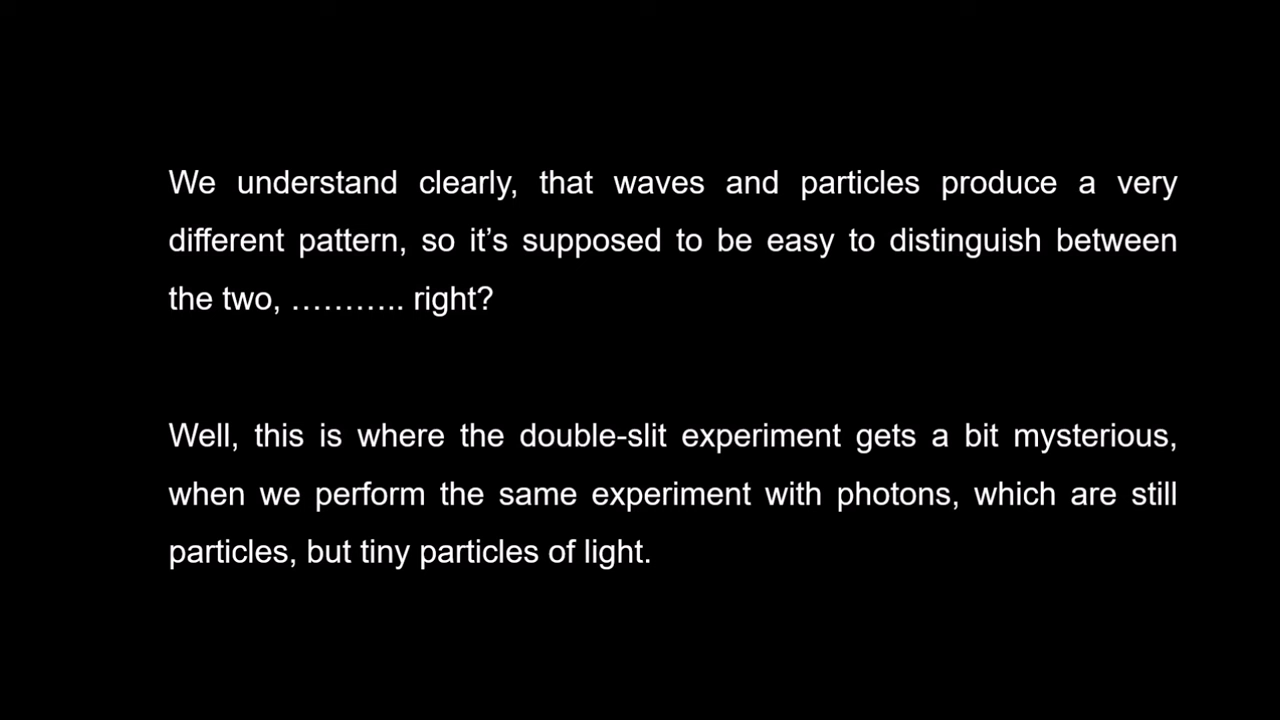 We understand clearly, that waves and particles produce a very
different pattern, so it’s supposed to be easy to distinguish between
the two, ……….. right?
Well, this is where the double-slit experiment gets a bit mysterious,
when we perform the same experiment with photons, which are still
particles, but tiny particles of light.